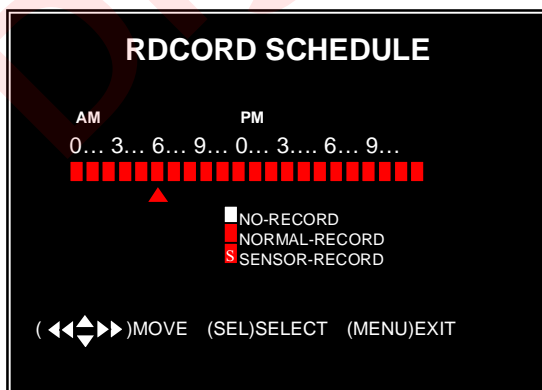 RDCORD SCHEDULE
AM PM
0... 3... 6... 9... 0... 3.... 6... 9...
NO-RECORD
NORMAL-RECORD
S SENSOR-RECORD
( )MOVE (SEL)SELECT (MENU)EXIT